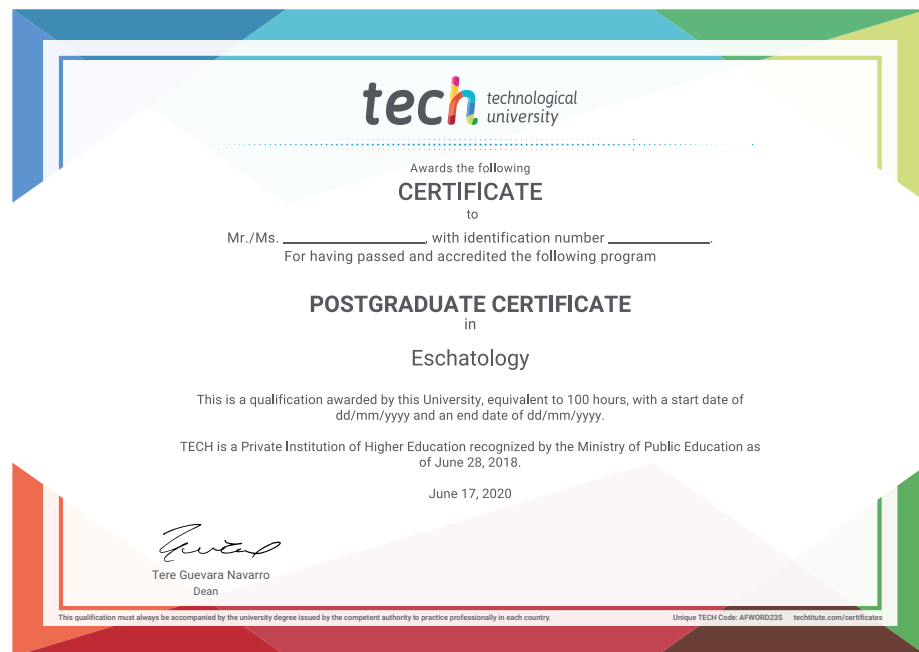 tech technological
university
Awards the following
CERTIFICATE
to
Mr./Ms. ____________________, with identification number ______________.
For having passed and accredited the following program
POSTGRADUATE CERTIFICATE
in
Eschatology
This is a qualification awarded by this University, equivalent to 100 hours, with a start date of
dd/mm/yyyy and an end date of dd/mm/yyyy.
TECH is a Private Institution of Higher Education recognized by the Ministry of Public Education as
of June 28, 2018.
June 17, 2020
Tere Guevara Navarro
Dean
This qualification must always be accompanied by the university degree issued by the competent authority to practice professionally in each country. Unique TECH Code: AFWORD23S techtitute.com/certificates